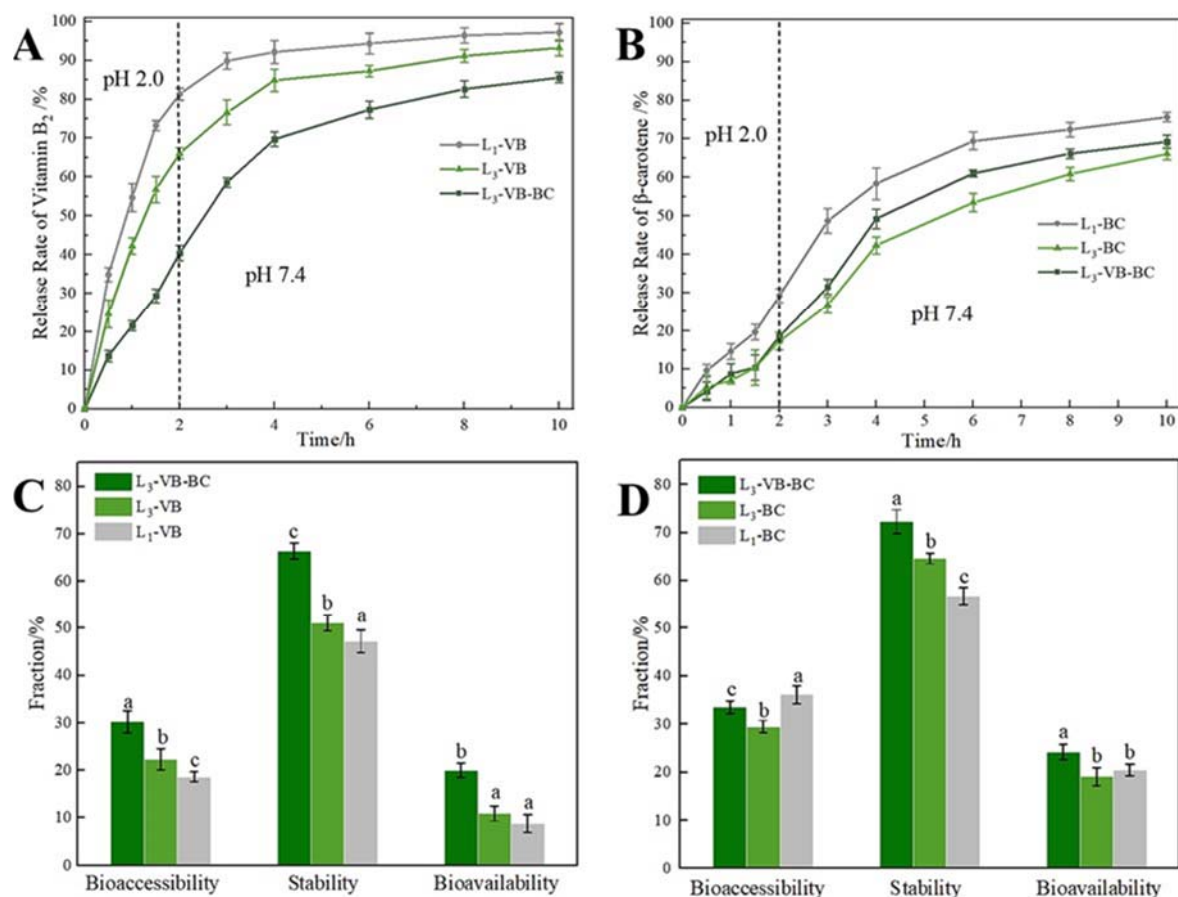 A
Release Rate of Vitamin B₂ /%
100
90
80
70
60
50
40
30
20
10
0
pH 2.0
pH 7.4
L₁-VB
L₃-VB
L₃-VB-BC
0 2 4 6 8 10
Time/h
B
Release Rate of β-carotene /%
100
90
80
70
60
50
40
30
20
10
0
pH 2.0
pH 7.4
L₁-BC
L₃-BC
L₃-VB-BC
0 1 2 3 4 5 6 7 8 9 10
Time/h
C
Fraction/%
80
70
60
50
40
30
20
10
0
L₃-VB-BC
L₃-VB
L₁-VB
a b c
c b a
b a a
Bioaccessibility Stability Bioavailability
D
Fraction/%
80
70
60
50
40
30
20
10
0
L₃-VB-BC
L₃-BC
L₁-BC
c b a
a b c
a b b
Bioaccessibility Stability Bioavailability